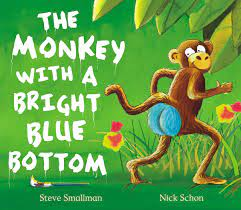 THE
MONKEY
WITH A
BRIGHT
BLUE
BOTTOM
Steve Smallman Nick Schon